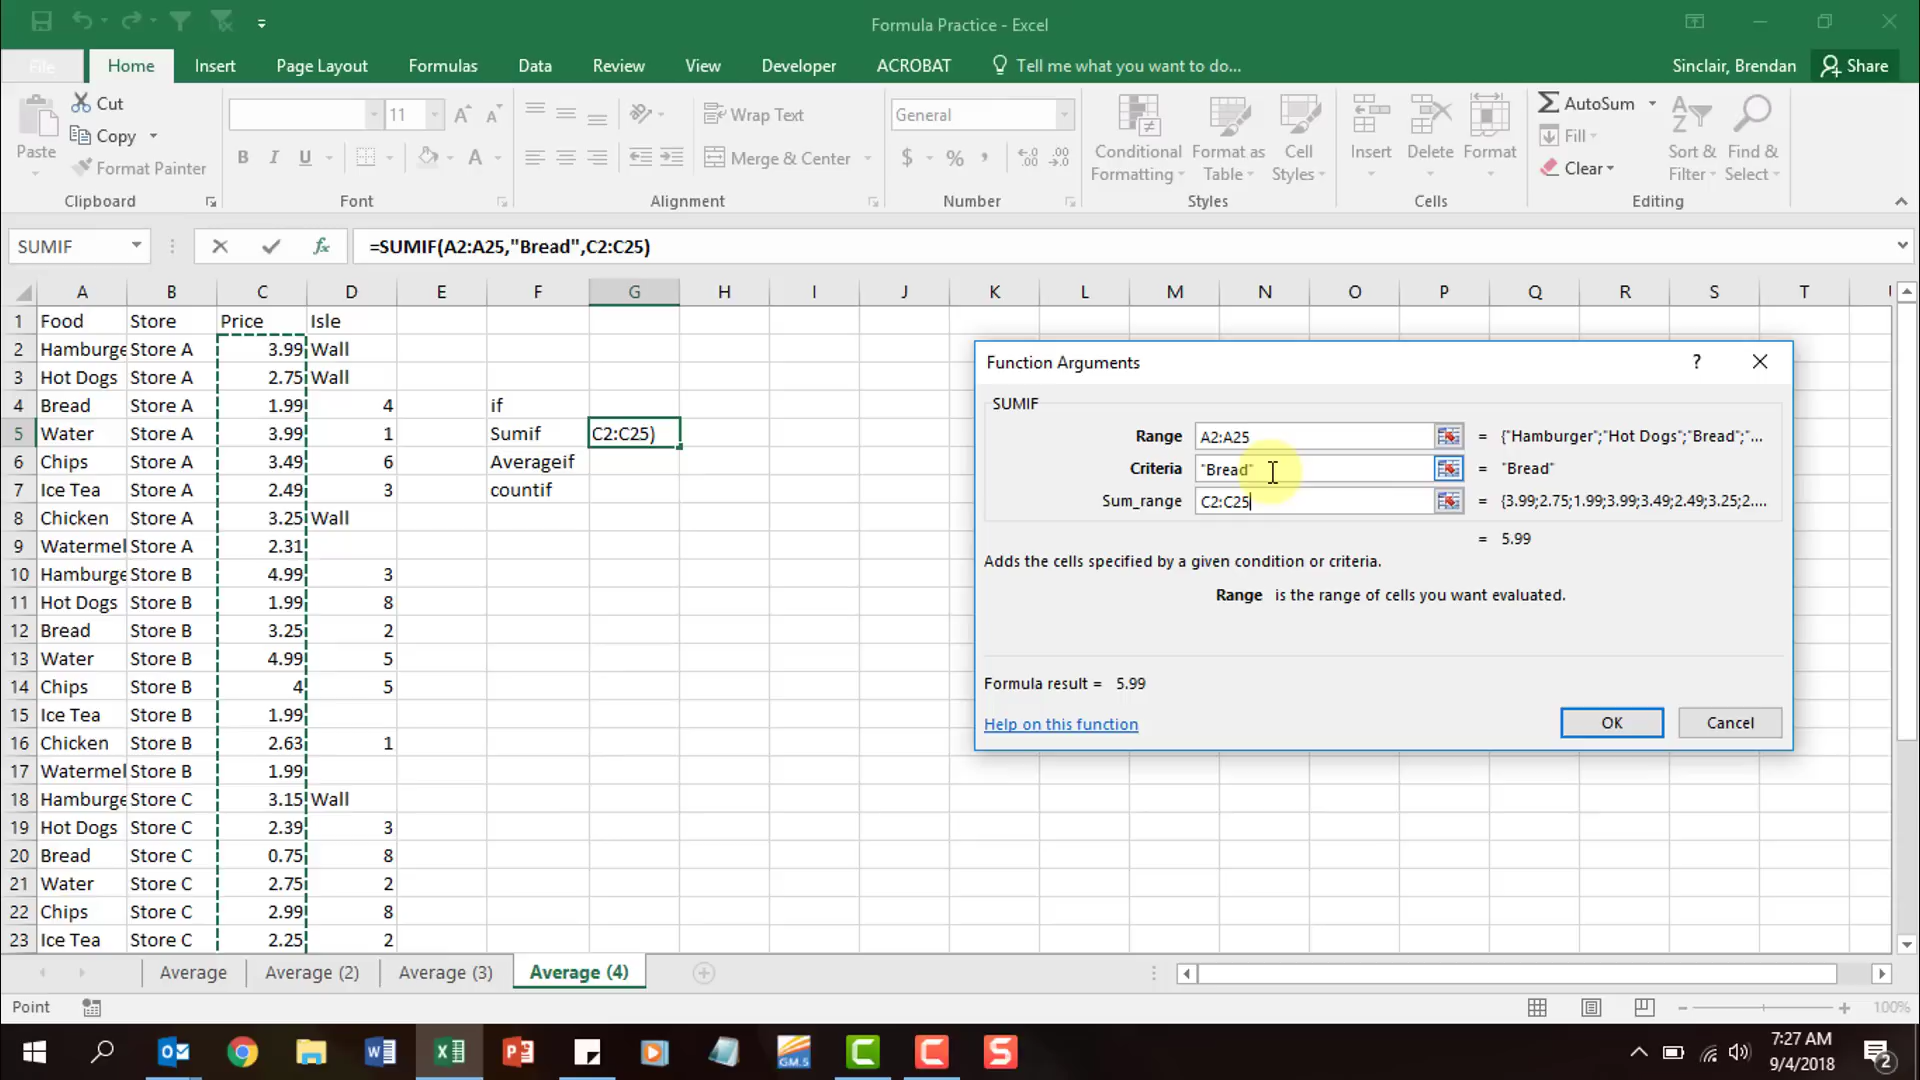 Formula Practice - Excel
File Home Insert Page Layout Formulas Data Review View Developer ACROBAT Tell me what you want to do... Sinclair, Brendan Share
Cut
Copy
Format Painter
Paste
Clipboard
11
B I U
Font
Wrap Text
Merge & Center
Alignment
General
$ % ,
Number
Conditional Formatting
Format as Table
Cell Styles
Styles
Insert Delete Format
Cells
AutoSum
Fill
Clear
Sort & Filter
Find & Select
Editing
SUMIF fx =SUMIF(A2:A25,"Bread",C2:C25)
A B C D E F G H I J K L M N O P Q R S T
1 Food Store Price Isle
2 Hamburge Store A 3.99 Wall
3 Hot Dogs Store A 2.75 Wall
4 Bread Store A 1.99 4 if
5 Water Store A 3.99 1 Sumif C2:C25)
6 Chips Store A 3.49 6 Averageif
7 Ice Tea Store A 2.49 3 countif
8 Chicken Store A 3.25 Wall
9 Watermel Store A 2.31
10 Hamburge Store B 4.99 3
11 Hot Dogs Store B 1.99 8
12 Bread Store B 3.25 2
13 Water Store B 4.99 5
14 Chips Store B 4 5
15 Ice Tea Store B 1.99
16 Chicken Store B 2.63 1
17 Watermel Store B 1.99
18 Hamburge Store C 3.15 Wall
19 Hot Dogs Store C 2.39 3
20 Bread Store C 0.75 8
21 Water Store C 2.75 2
22 Chips Store C 2.99 8
23 Ice Tea Store C 2.25 2
Function Arguments ?
SUMIF
Range A2:A25 = {"Hamburger";"Hot Dogs";"Bread";"...
Criteria "Bread" = "Bread"
Sum_range C2:C25 = {3.99;2.75;1.99;3.99;3.49;2.49;3.25;2....
= 5.99
Adds the cells specified by a given condition or criteria.
Range is the range of cells you want evaluated.
Formula result = 5.99
Help on this function
OK Cancel
Average Average (2) Average (3) Average (4)
Point 100%
GM.5
7:27 AM
9/4/2018
2